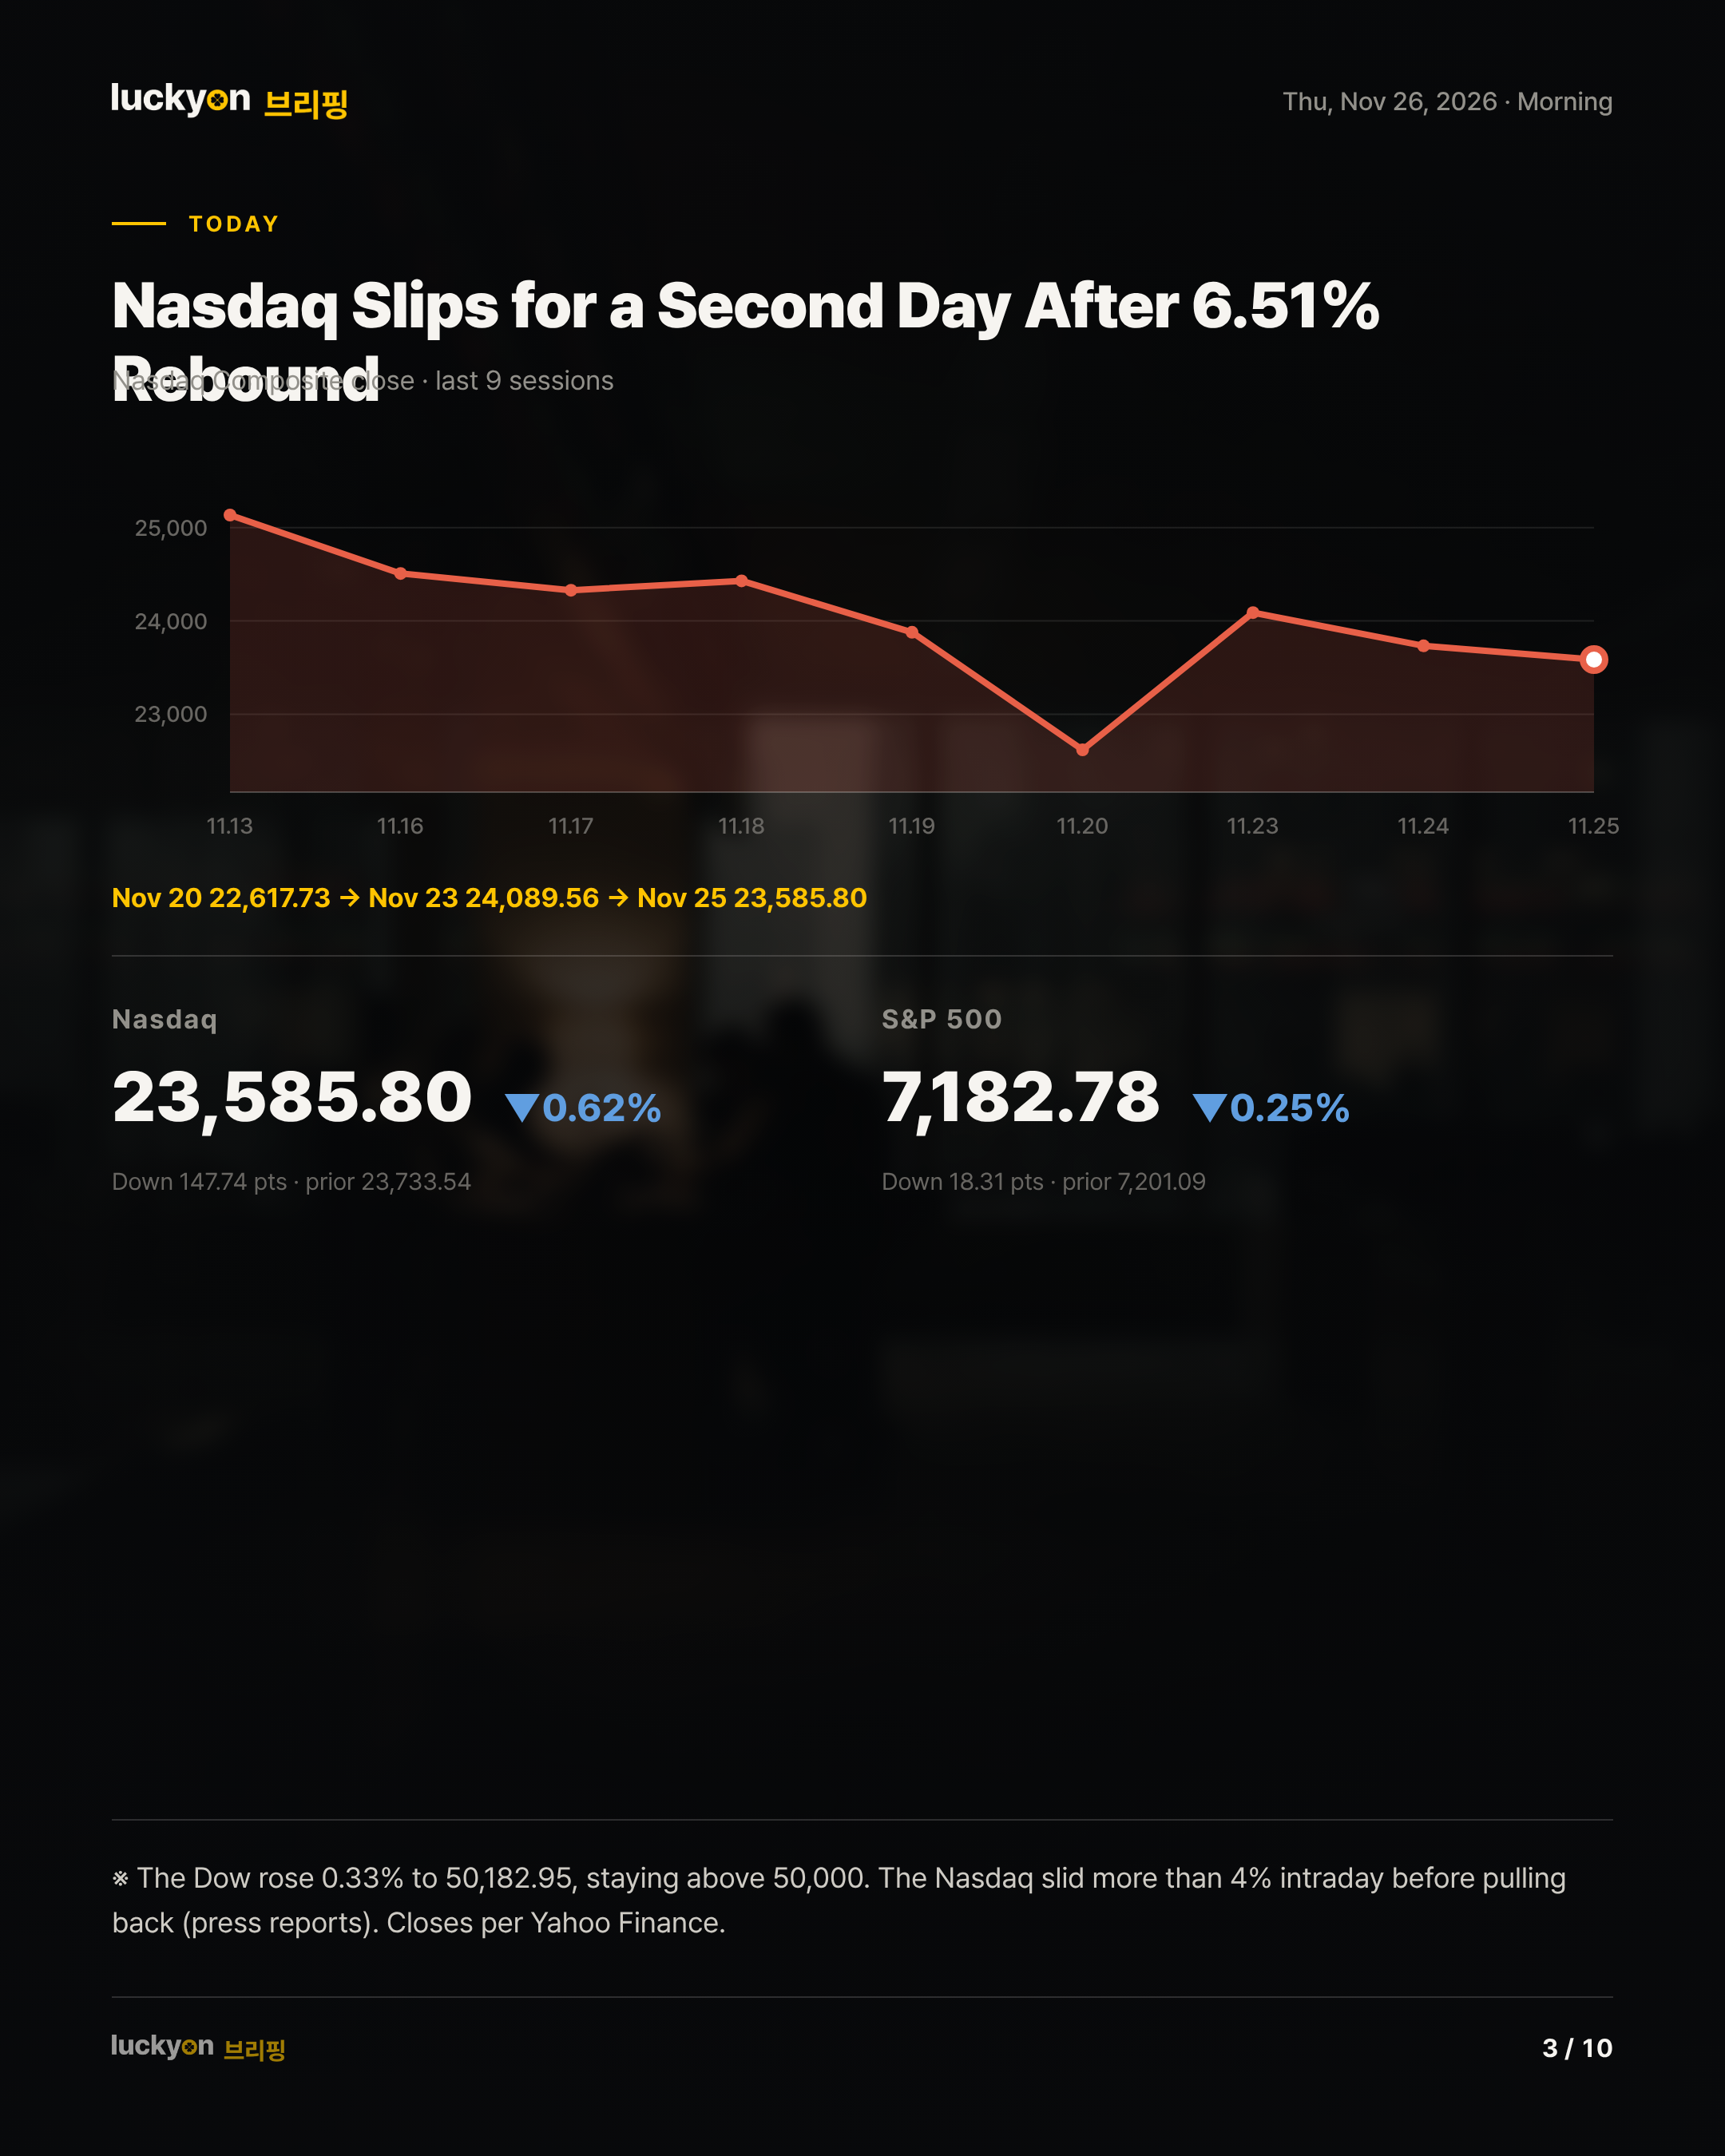 luckyon 브리핑
Thu, Nov 26, 2026 · Morning
TODAY
Nasdaq Slips for a Second Day After 6.51%
Rebound
Nasdaq Composite close · last 9 sessions
25,000
24,000
23,000
11.13 11.16 11.17 11.18 11.19 11.20 11.23 11.24 11.25
Nov 20 22,617.73 → Nov 23 24,089.56 → Nov 25 23,585.80
Nasdaq
23,585.80 ▼0.62%
Down 147.74 pts · prior 23,733.54
S&P 500
7,182.78 ▼0.25%
Down 18.31 pts · prior 7,201.09
※ The Dow rose 0.33% to 50,182.95, staying above 50,000. The Nasdaq slid more than 4% intraday before pulling
back (press reports). Closes per Yahoo Finance.
luckyon 브리핑
3 / 10